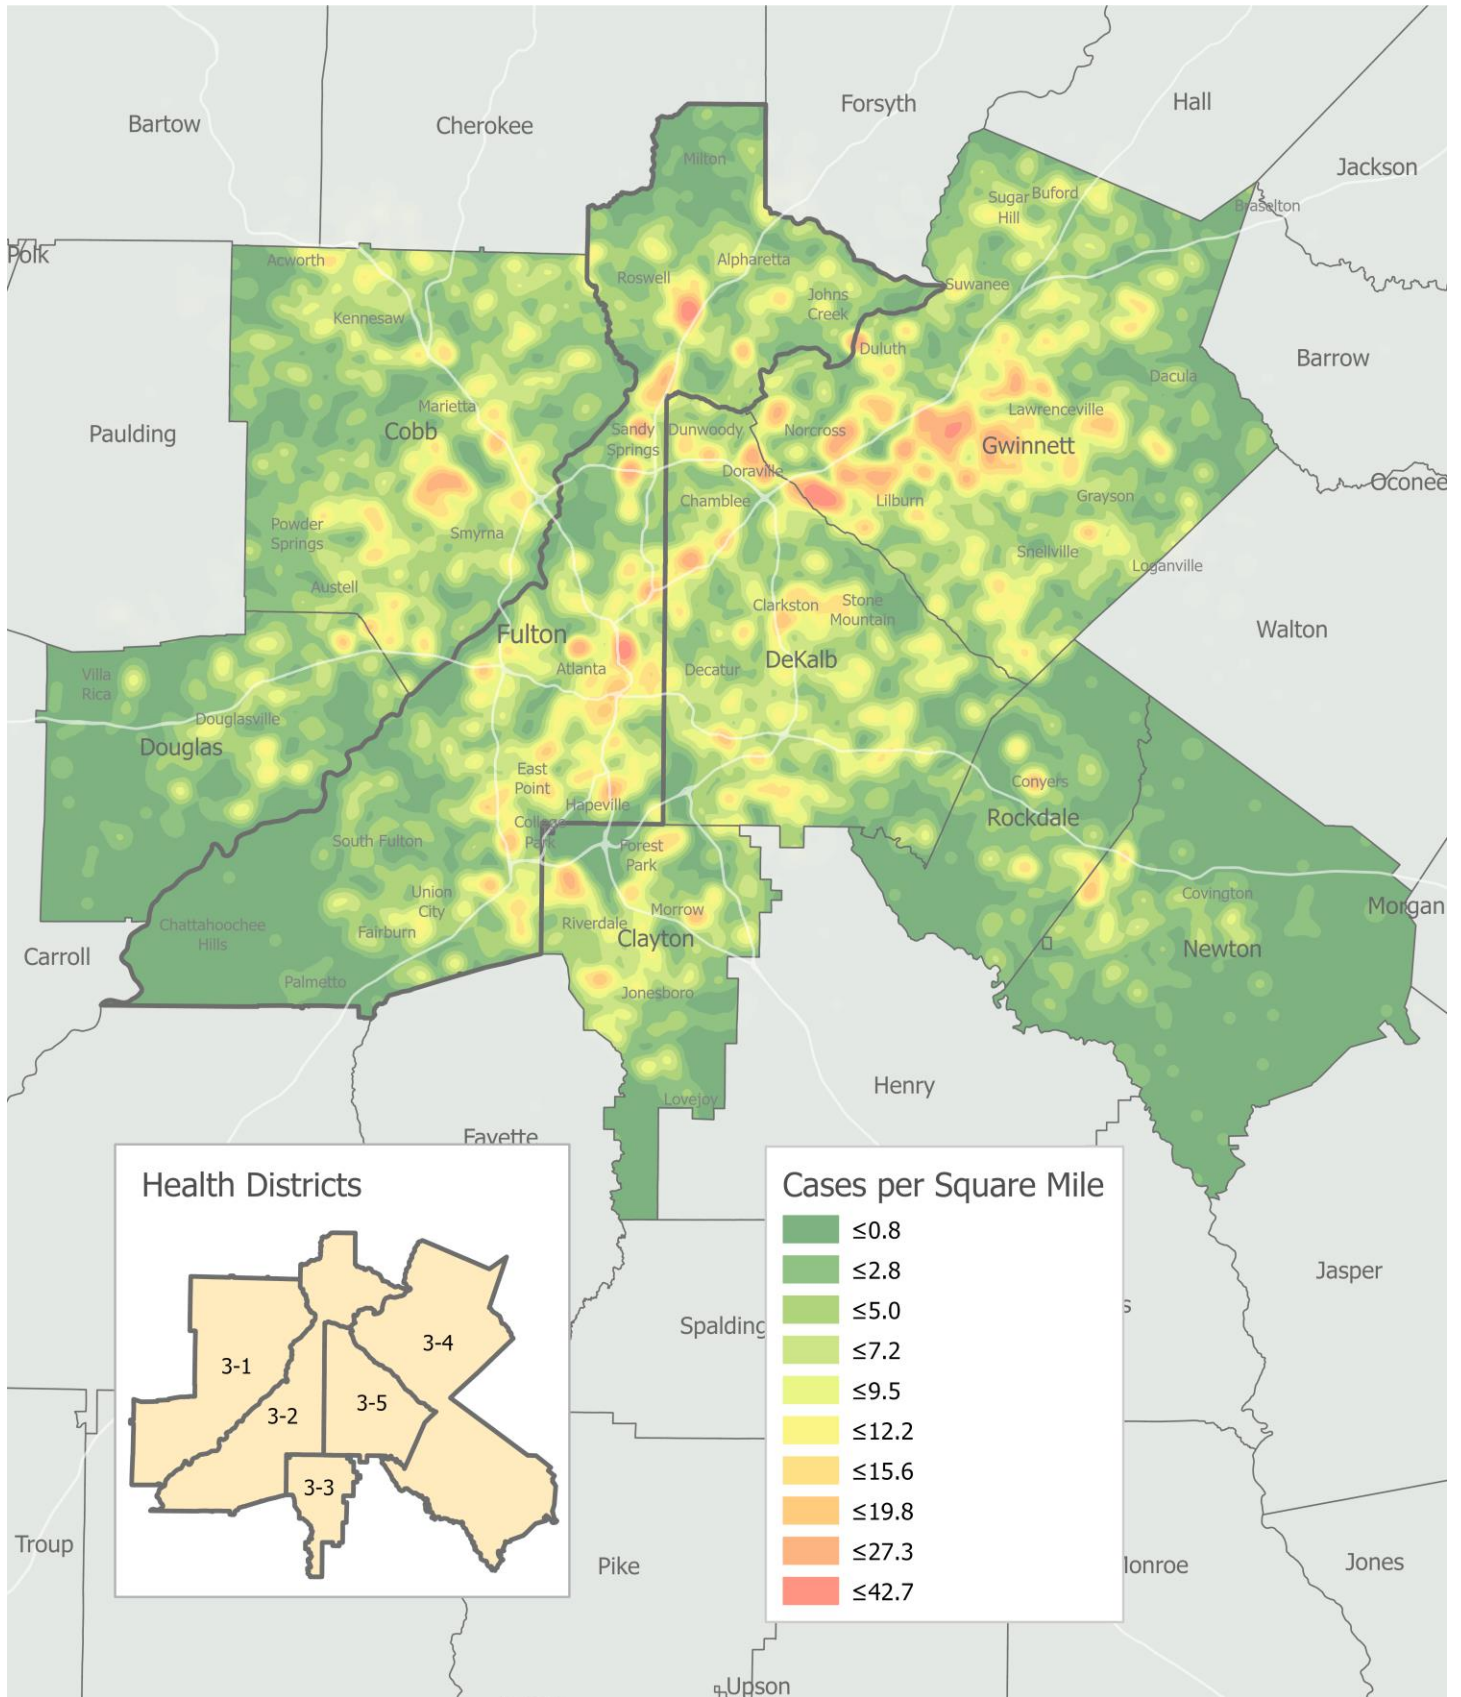 Forsyth
Hall
Bartow
Cherokee
Jackson
Milton
Sugar
Hill
Buford
Braselton
Polk
Acworth
Roswell
Alpharetta
Suwanee
Johns
Creek
Kennesaw
Duluth
Barrow
Dacula
Marietta
Lawrenceville
Paulding
Cobb
Sandy
Springs
Dunwoody
Norcross
Gwinnett
Doraville
Oconee
Chamblee
Lilburn
Grayson
Powder
Springs
Smyrna
Snellville
Loganville
Austell
Clarkston
Stone
Mountain
Fulton
Walton
Villa
Rica
Atlanta
Decatur
DeKalb
Douglasville
Douglas
East
Point
Conyers
Hapeville
Rockdale
College
Park
South Fulton
Forest
Park
Union
City
Covington
Morgan
Chattahoochee
Hills
Fairburn
Riverdale
Morrow
Clayton
Newton
Carroll
Palmetto
Jonesboro
Henry
Lovejoy
Fayette
Health Districts
3-1
3-2
3-3
3-4
3-5
Cases per Square Mile
≤0.8
≤2.8
≤5.0
≤7.2
≤9.5
≤12.2
≤15.6
≤19.8
≤27.3
≤42.7
Jasper
Spalding
s
Troup
Pike
onroe
Jones
Upson